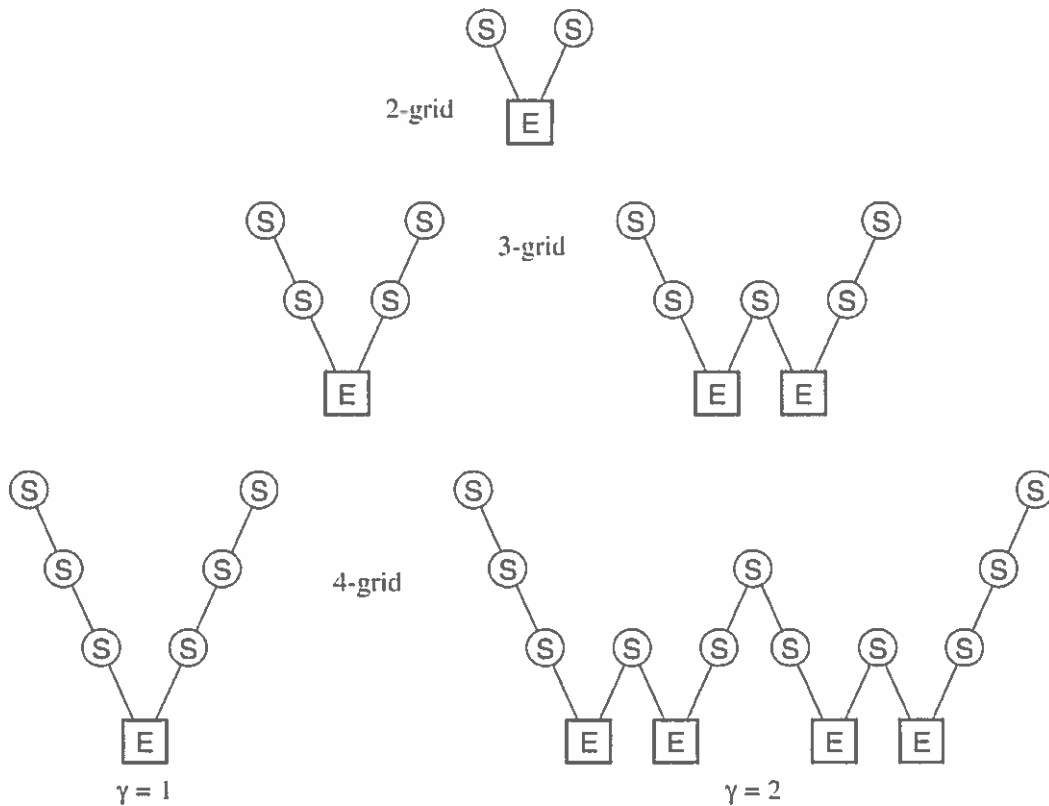 S S
2-grid
E
S S S S
3-grid
S S S S S
E E E
S S S S
S S S S S
4-grid
S S S S S S S S
E E E E E
γ = 1 γ = 2